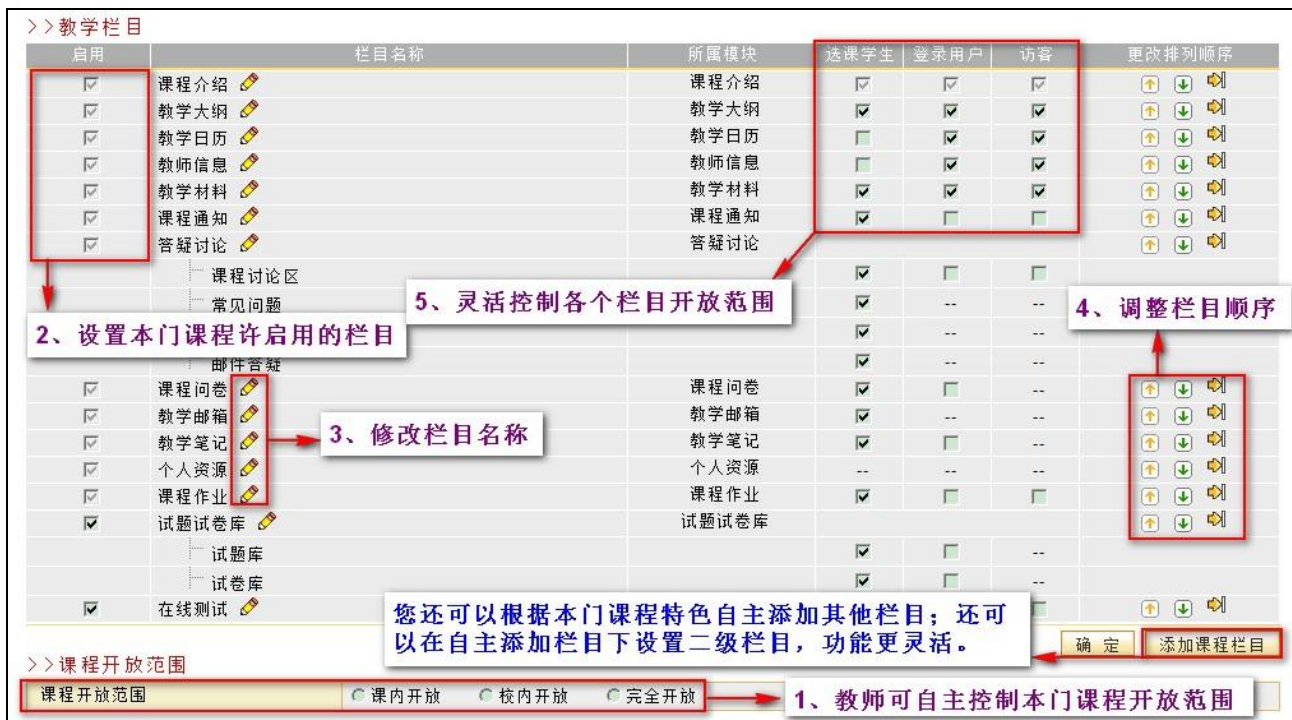 >>教学栏目
启用 栏目名称 所属模块 选课学生 登录用户 访客 更改排列顺序
课程介绍 课程介绍
教学大纲 教学大纲
教学日历 教学日历
教师信息 教师信息
教学材料 教学材料
课程通知 课程通知
答疑讨论 答疑讨论
课程讨论区
5、灵活控制各个栏目开放范围
常见问题 -- --
4、调整栏目顺序
2、设置本门课程许启用的栏目
-- --
邮件答疑 -- --
课程问卷 课程问卷 --
教学邮箱 教学邮箱 -- --
3、修改栏目名称
教学笔记 教学笔记 --
个人资源 个人资源 -- -- --
课程作业 课程作业
试题试卷库 试题试卷库
试题库 --
试卷库 --
在线测试
您还可以根据本门课程特色自主添加其他栏目；还可
以在自主添加栏目下设置二级栏目，功能更灵活。
确 定 添加课程栏目
>>课程开放范围
课程开放范围 课内开放 校内开放 完全开放
1、教师可自主控制本门课程开放范围